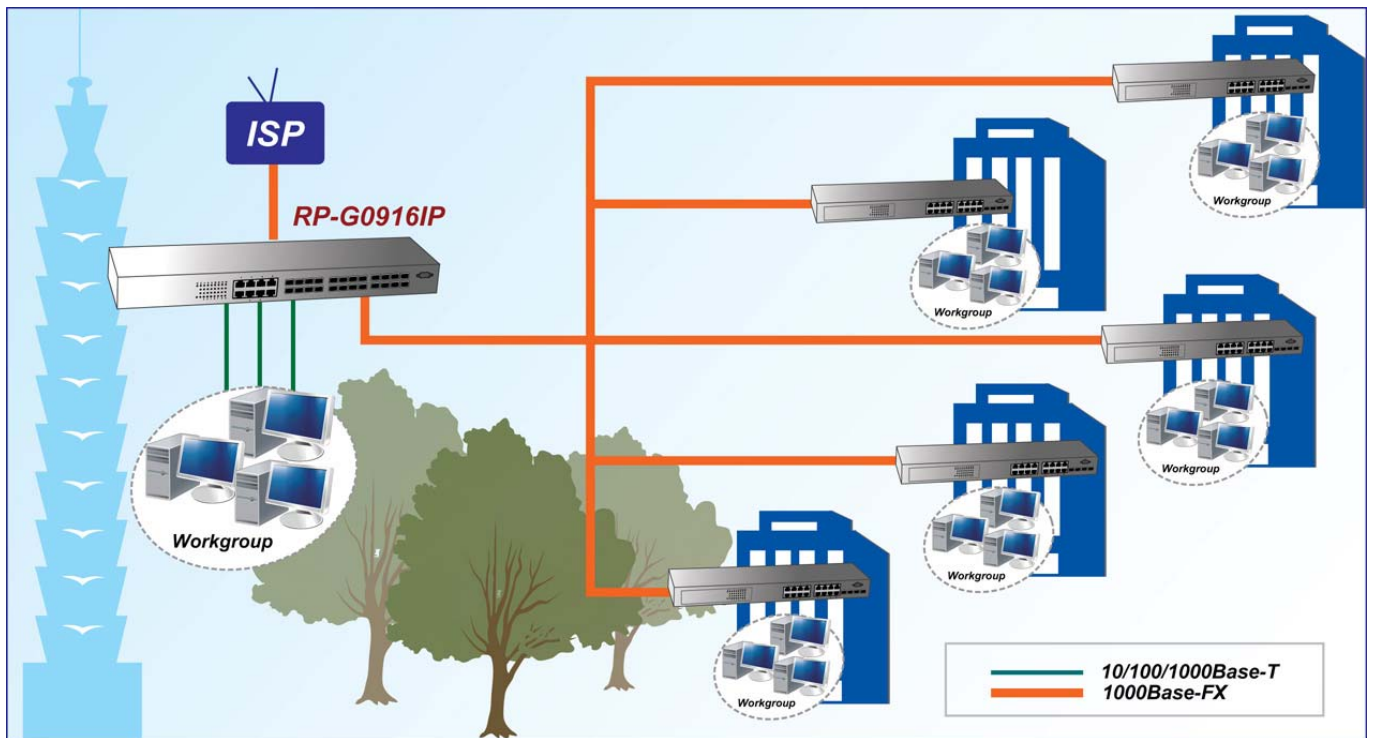 ISP
RP-G0916IP
Workgroup
Workgroup
Workgroup
Workgroup
Workgroup
Workgroup
10/100/1000Base-T
1000Base-FX